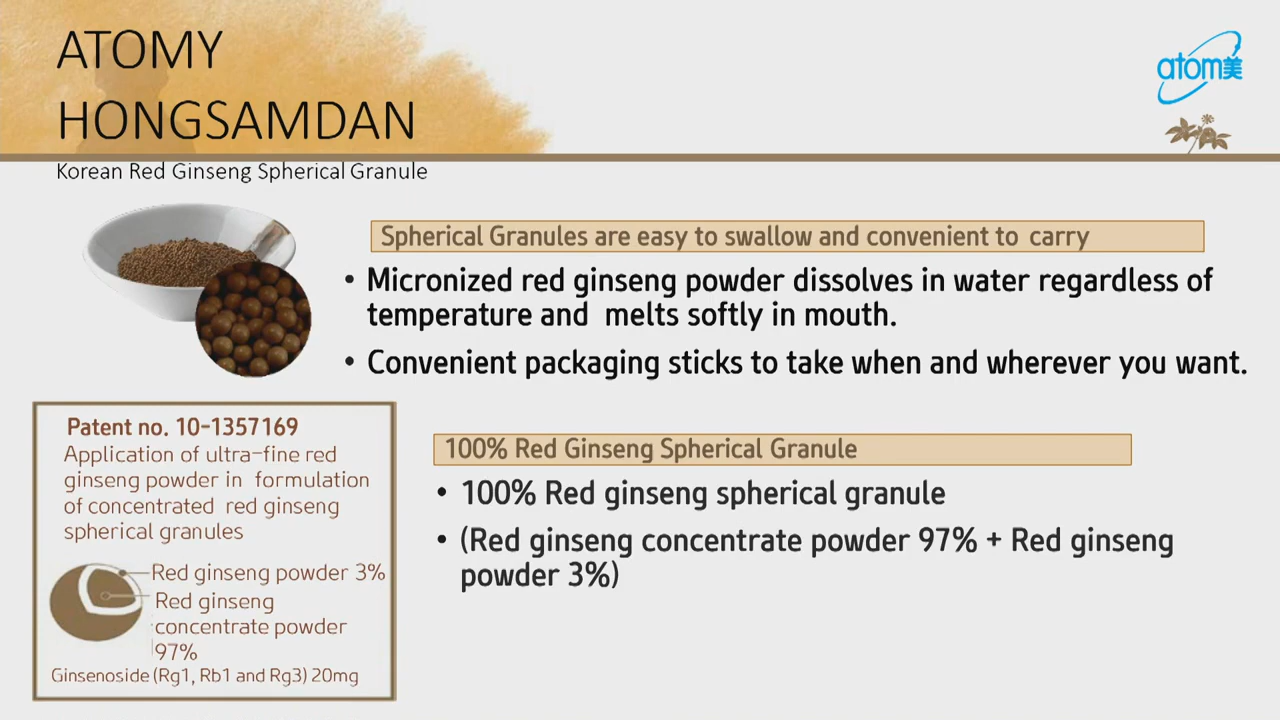 ATOMY
HONGSAMDAN
atom美
Korean Red Ginseng Spherical Granule
Spherical Granules are easy to swallow and convenient to carry
• Micronized red ginseng powder dissolves in water regardless of
temperature and melts softly in mouth.
• Convenient packaging sticks to take when and wherever you want.
Patent no. 10-1357169
Application of ultra-fine red
ginseng powder in formulation
of concentrated red ginseng
spherical granules
Red ginseng powder 3%
Red ginseng
concentrate powder
97%
Ginsenoside (Rg1, Rb1 and Rg3) 20mg
100% Red Ginseng Spherical Granule
• 100% Red ginseng spherical granule
• (Red ginseng concentrate powder 97% + Red ginseng
powder 3%)